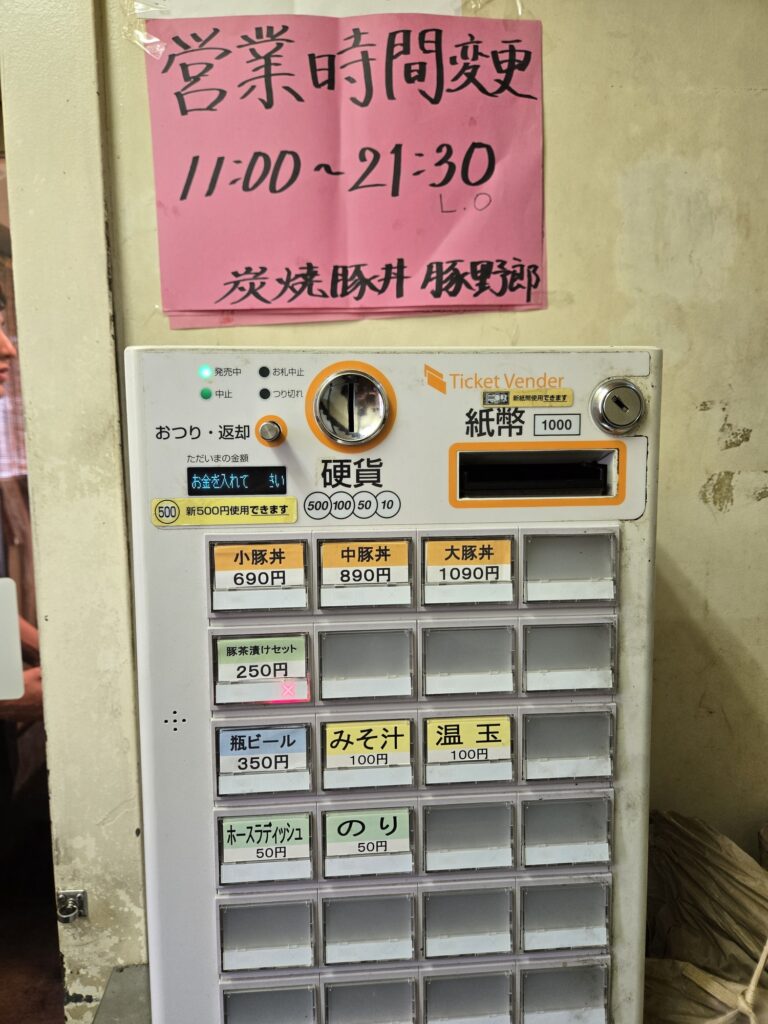 営業時間変更
11:00～21:30
L.O
炭焼豚丼 豚野郎
発売中
お札中止
中止
つり切れ
Ticket Vender
新紙幣使用できます
おつり・返却
紙幣 1000
ただいまの金額
お金を入れて きい
硬貨
500 100 50 10
500 新500円使用できます
小豚丼 中豚丼 大豚丼
690円 890円 1090円
豚茶漬けセット
250円
瓶ビール みそ汁 温玉
350円 100円 100円
ホースラディッシュ のり
50円 50円